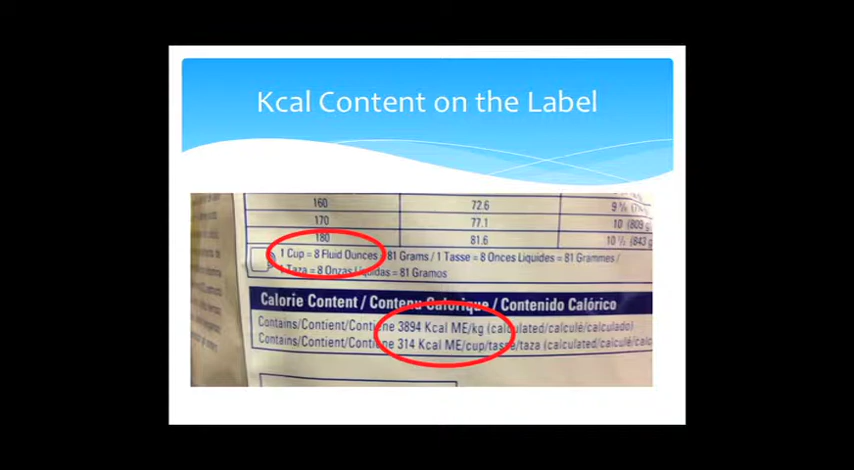 Kcal Content on the Label
160 72.6
170 77.1 10 (809 g
180 81.6 10 ½ (843 g
1 Cup = 8 Fluid Ounces 81 Grams / 1 Tasse = 8 Onces Liquides = 81 Grammes /
1 Taza = 8 Onzas Líquidas = 81 Gramos
Calorie Content / Contenu Calorique / Contenido Calórico
Contains/Contient/Contiene 3894 Kcal ME/kg (calculated/calculé/calculado)
Contains/Contient/Contiene 314 Kcal ME/cup/tasse/taza (calculated/calculé/calc